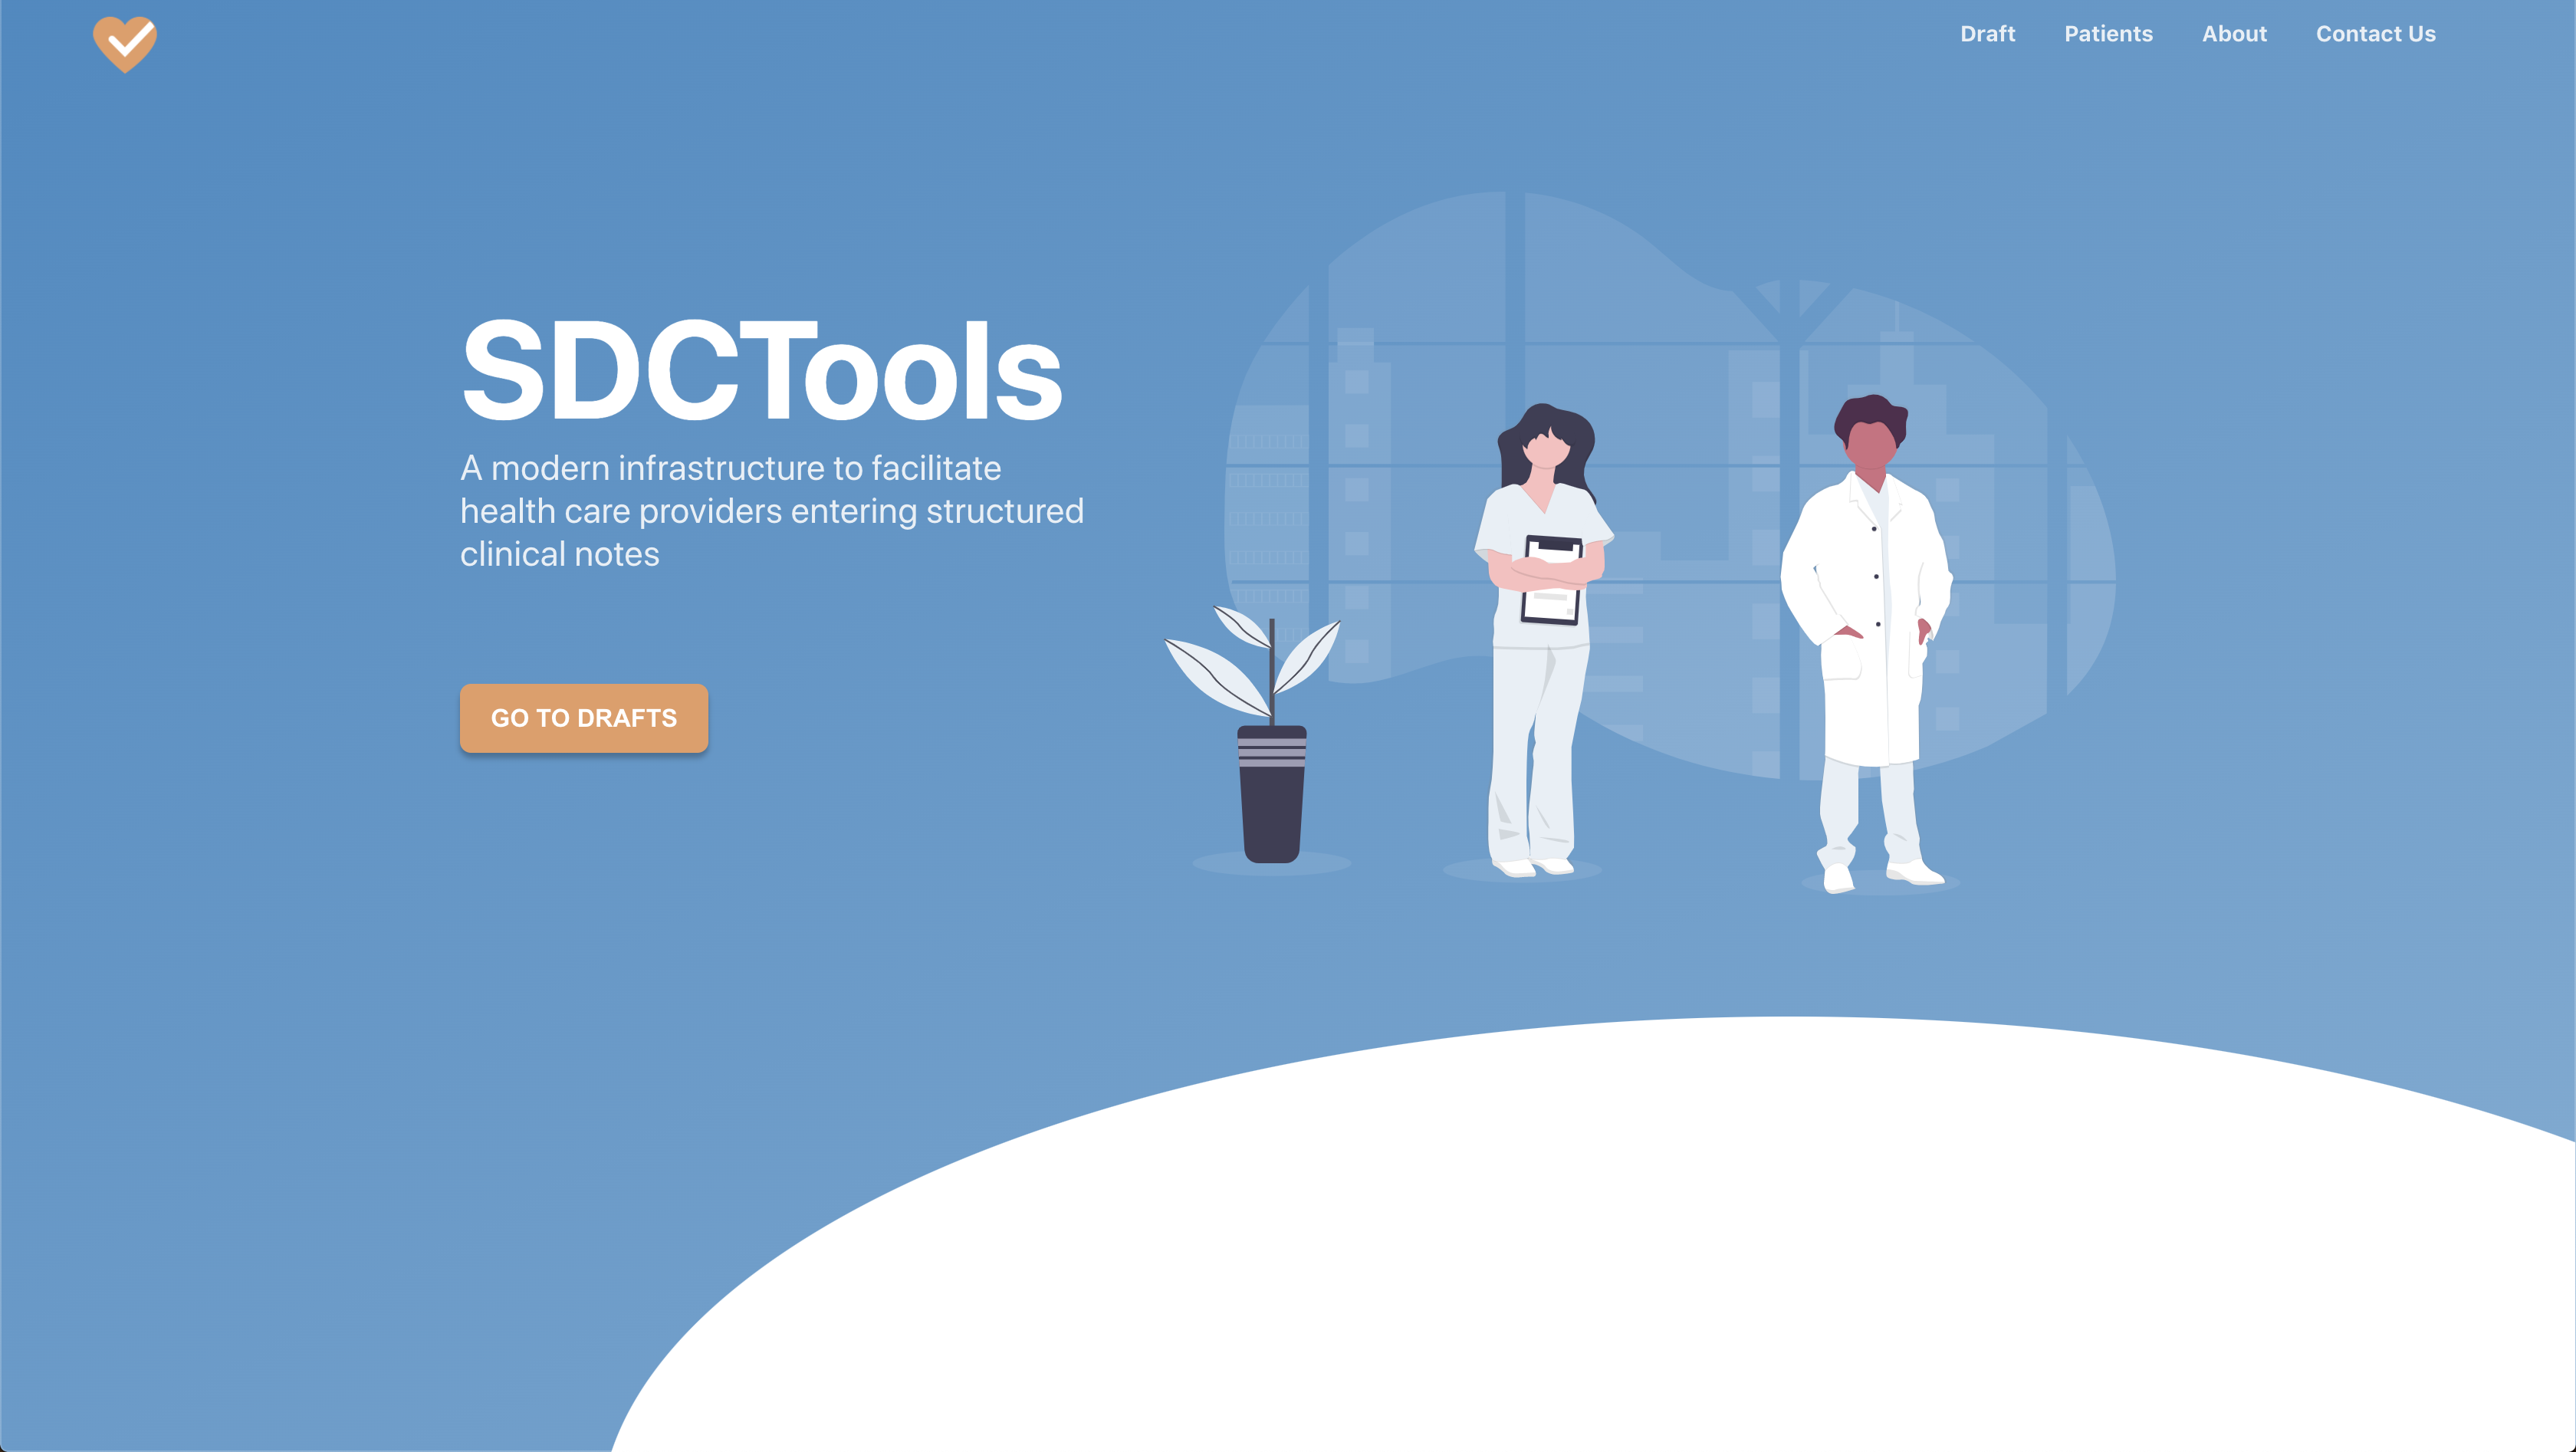 Draft Patients About Contact Us
SDCTools
A modern infrastructure to facilitate
health care providers entering structured
clinical notes
GO TO DRAFTS